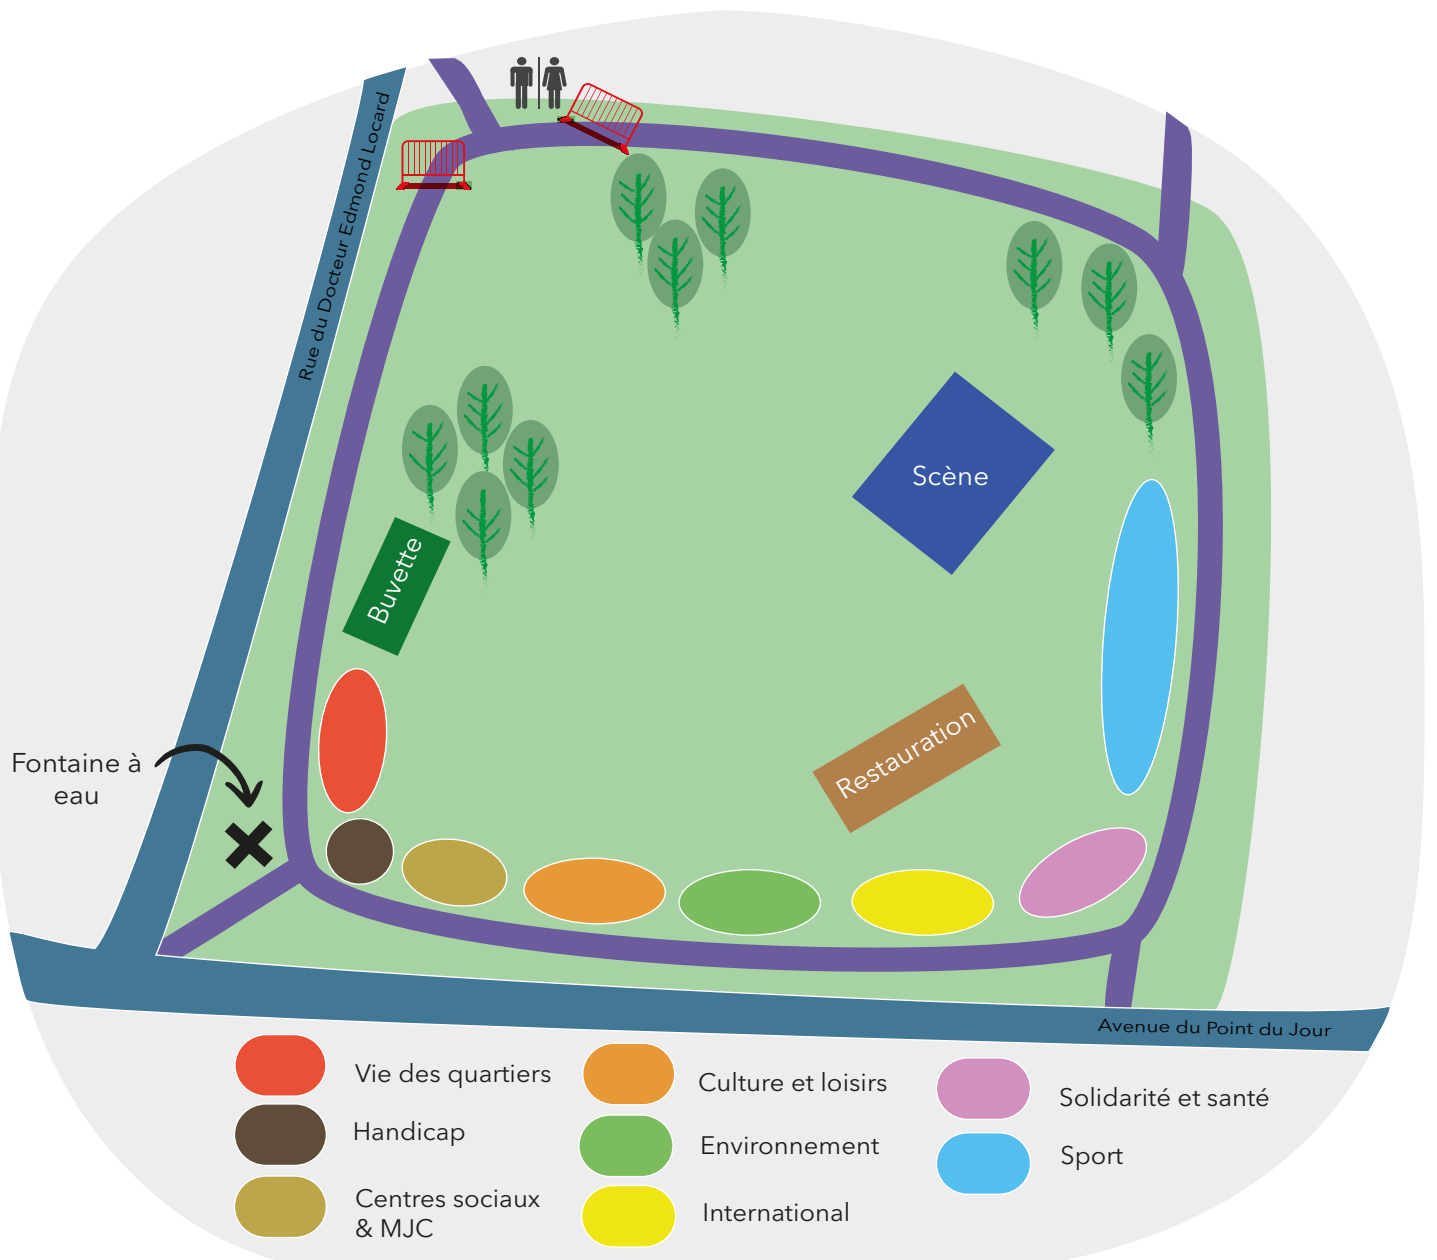 Rue du Docteur Edmond Locard
Scène
Buvette
Restauration
Fontaine à
eau
Avenue du Point du Jour
Vie des quartiers
Handicap
Centres sociaux
& MJC
Culture et loisirs
Environnement
International
Solidarité et santé
Sport